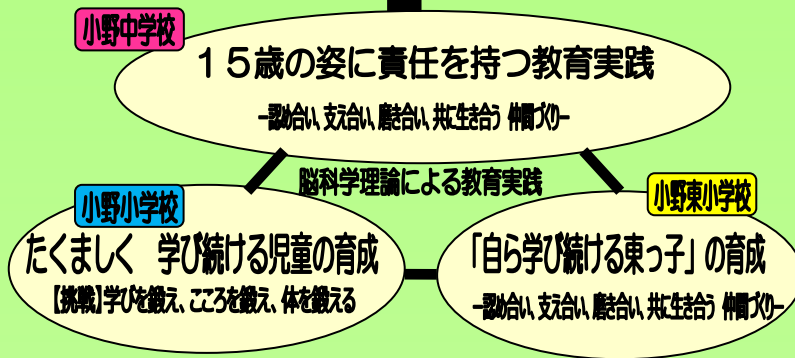 小野中学校
15歳の姿に責任を持つ教育実践
－認め合い、支え合い、磨き合い、共に生き合う 仲間づくり－
脳科学理論による教育実践
小野小学校
たくましく 学び続ける児童の育成
【挑戦】学びを鍛え、こころを鍛え、体を鍛える
小野東小学校
「自ら学び続ける東っ子」の育成
－認め合い、支え合い、磨き合い、共に生き合う 仲間づくり－